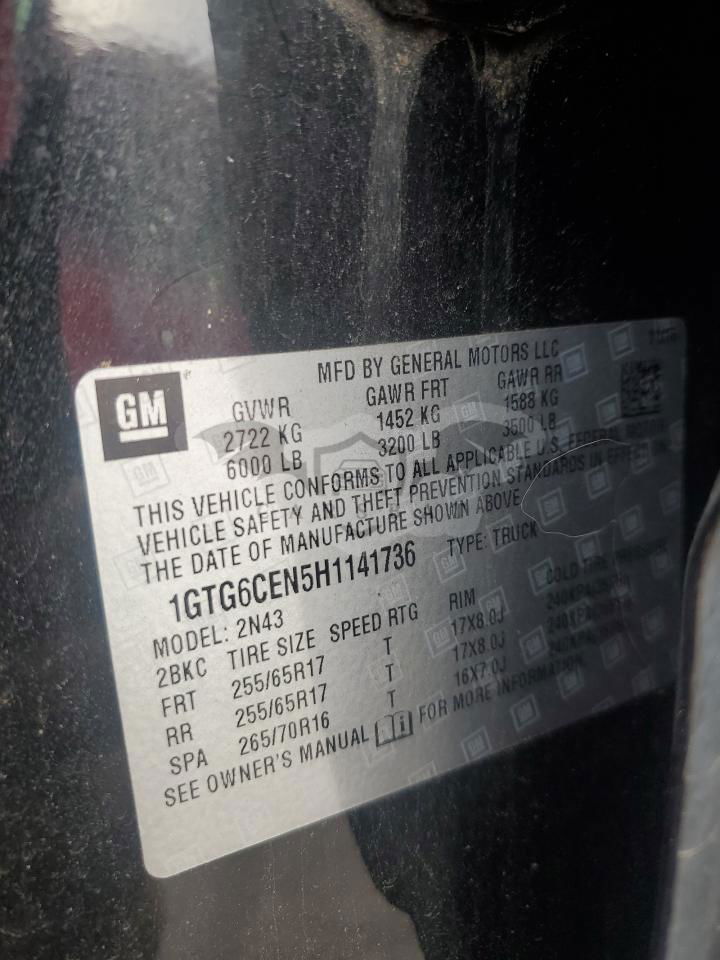 GM
MFD BY GENERAL MOTORS LLC
GVWR GAWR FRT GAWR RR
2722 KG 1452 KG 1588 KG
6000 LB 3200 LB 3500 LB
THIS VEHICLE CONFORMS TO ALL APPLICABLE U.S. FEDERAL MOTOR
VEHICLE SAFETY AND THEFT PREVENTION STANDARDS IN EFFECT ON
THE DATE OF MANUFACTURE SHOWN ABOVE.
1GTG6CEN5H1141736 TYPE: TRUCK
MODEL: 2N43
2BKC TIRE SIZE SPEED RTG RIM COLD TIRE PRESSURE
FRT 255/65R17 T 17X8.0J
RR 255/65R17 T 17X8.0J
SPA 265/70R16 T 16X7.0J
SEE OWNER'S MANUAL FOR MORE INFORMATION